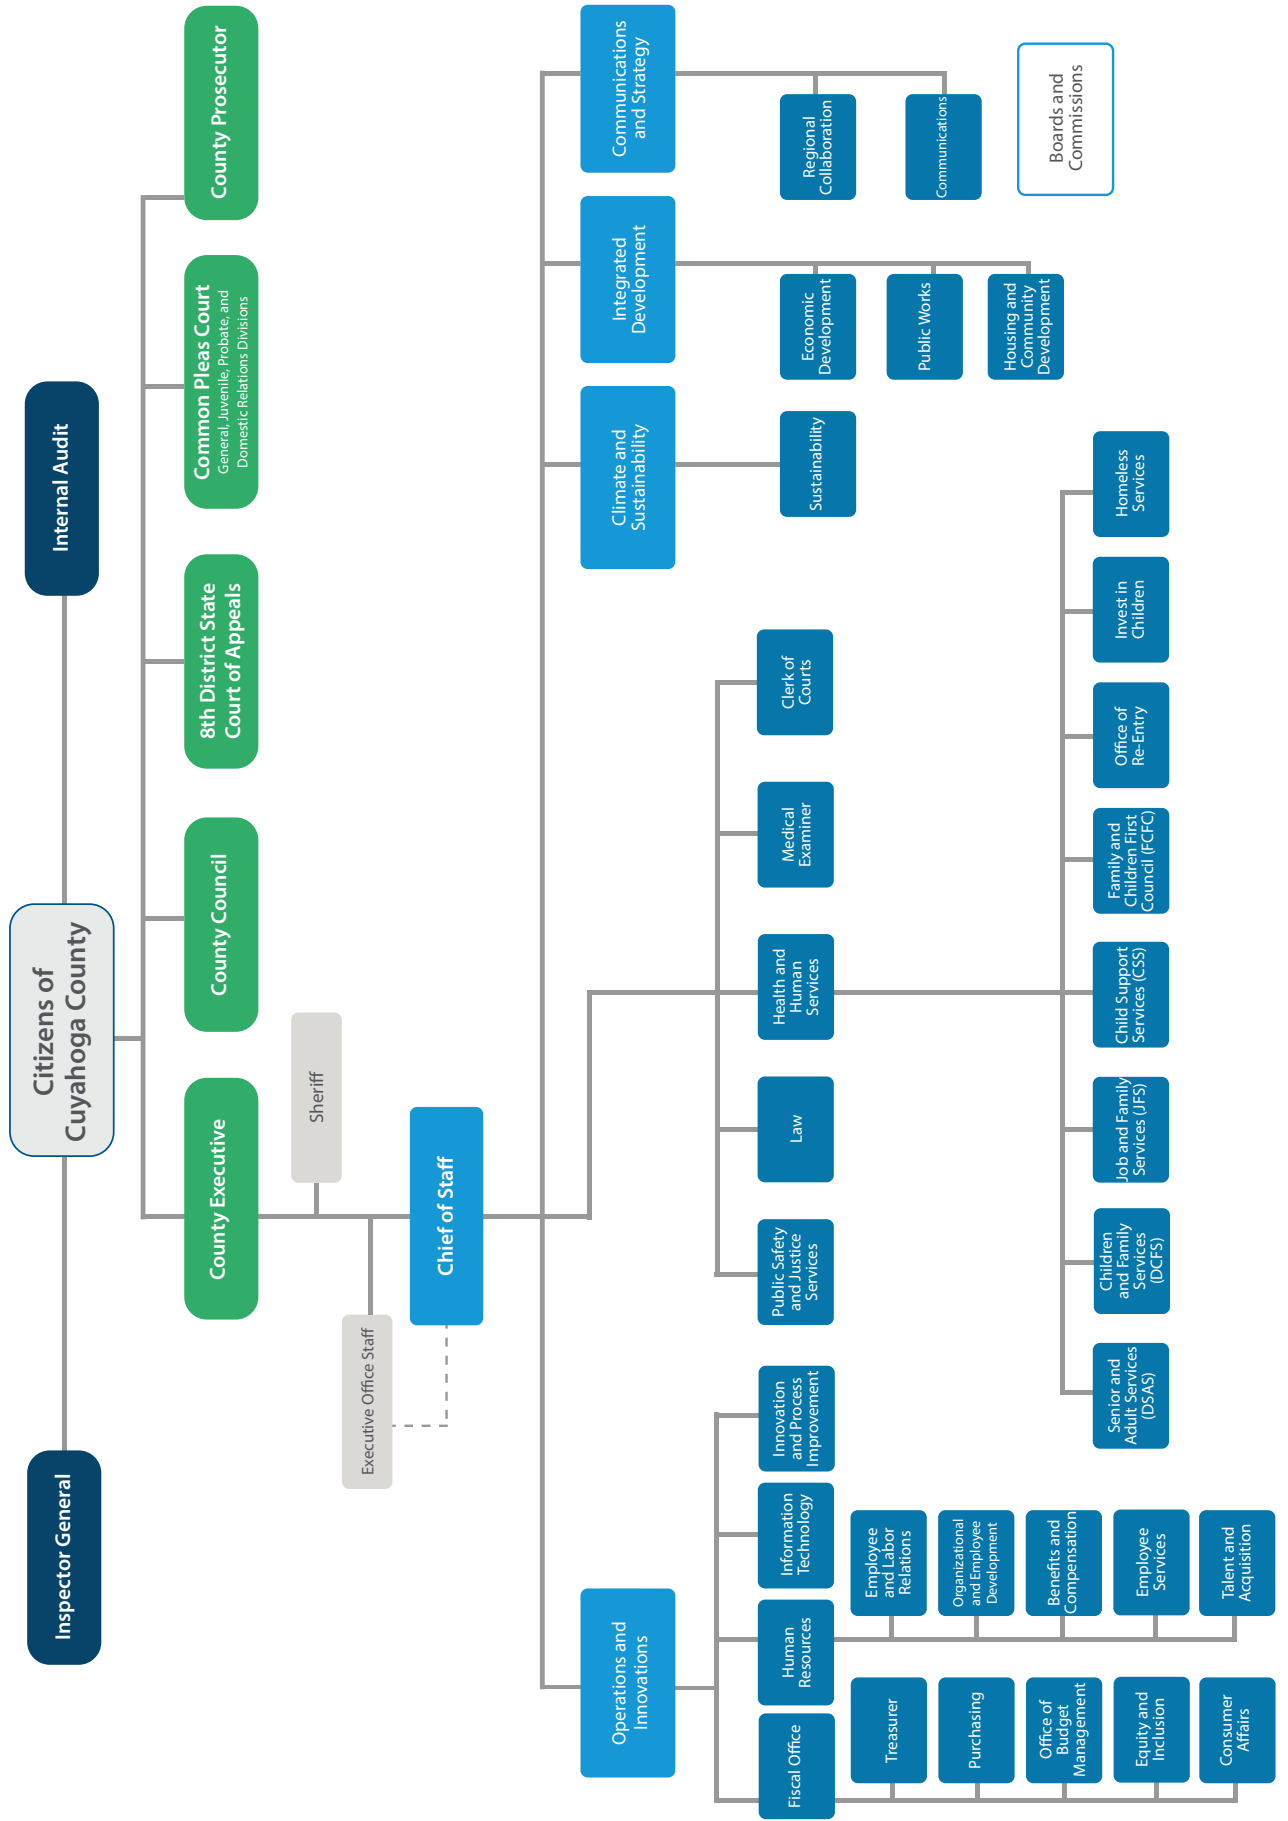 Citizens of
Cuyahoga County
Inspector General
Internal Audit
County Executive
County Council
8th District State
Court of Appeals
Common Pleas Court
General, Juvenile, Probate, and
Domestic Relations Divisions
County Prosecutor
Sheriff
Executive Office Staff
Chief of Staff
Operations and
Innovations
Climate and
Sustainability
Integrated
Development
Communications
and Strategy
Fiscal Office
Human
Resources
Information
Technology
Innovation
and Process
Improvement
Public Safety
and Justice
Services
Law
Health and
Human
Services
Medical
Examiner
Clerk of
Courts
Sustainability
Economic
Development
Public Works
Housing and
Community
Development
Regional
Collaboration
Communications
Boards and
Commissions
Treasurer
Purchasing
Office of
Budget
Management
Equity and
Inclusion
Consumer
Affairs
Employee
and Labor
Relations
Organizational
and Employee
Development
Benefits and
Compensation
Employee
Services
Talent and
Acquisition
Senior and
Adult Services
(DSAS)
Children
and Family
Services
(DCFS)
Job and Family
Services (JFS)
Child Support
Services (CSS)
Family and
Children First
Council (FCFC)
Office of
Re-Entry
Invest in
Children
Homeless
Services